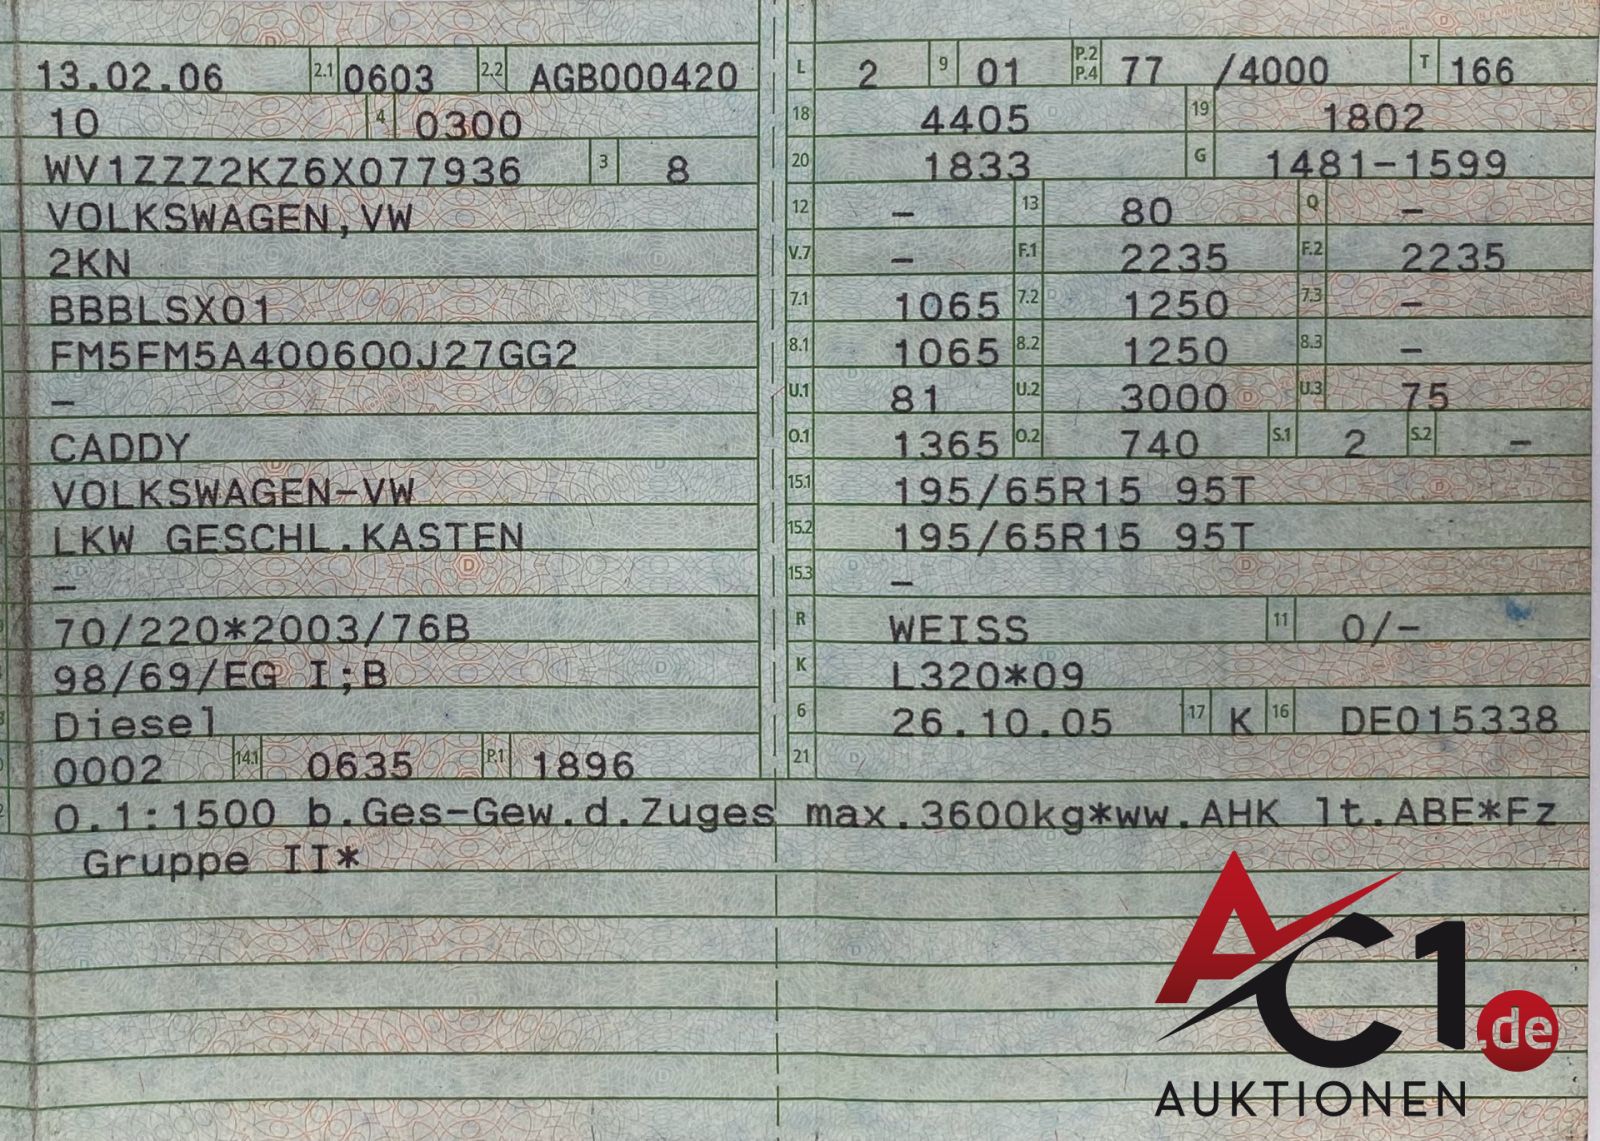 13.02.06 2.1 0603 2.2 AGB000420
10 4 0300
WV1ZZZ2KZ6X077936 3 8
VOLKSWAGEN,VW
2KN
BBBLSX01
FM5FM5A400600J27GG2
–
CADDY
VOLKSWAGEN-VW
LKW GESCHL.KASTEN
–
70/220*2003/76B
98/69/EG I;B
Diesel
0002 14.1 0635 P.1 1896
L 2 9 01 P.2 P.4 77 /4000 T 166
18 4405 19 1802
20 1833 G 1481-1599
12 – 13 80 Q –
V.7 – F.1 2235 F.2 2235
7.1 1065 7.2 1250 7.3 –
8.1 1065 8.2 1250 8.3 –
U.1 81 U.2 3000 U.3 75
O.1 1365 O.2 740 S.1 2 S.2 –
15.1 195/65R15 95T
15.2 195/65R15 95T
15.3 –
R WEISS 11 0/–
K L320*09
6 26.10.05 17 K 16 DE015338
21
O.1:1500 b.Ges-Gew.d.Zuges max.3600kg*ww.AHK lt.ABE*Fz
Gruppe II*
AC1.de
AUKTIONEN